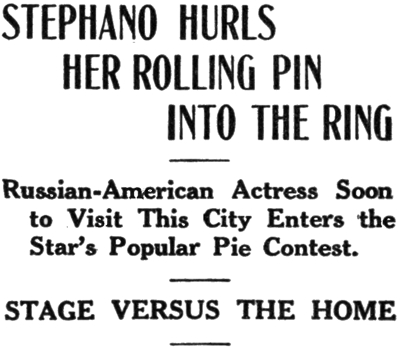 STEPHANO HURLS
HER ROLLING PIN
INTO THE RING
Russian-American Actress Soon
to Visit This City Enters the
Star's Popular Pie Contest.
STAGE VERSUS THE HOME